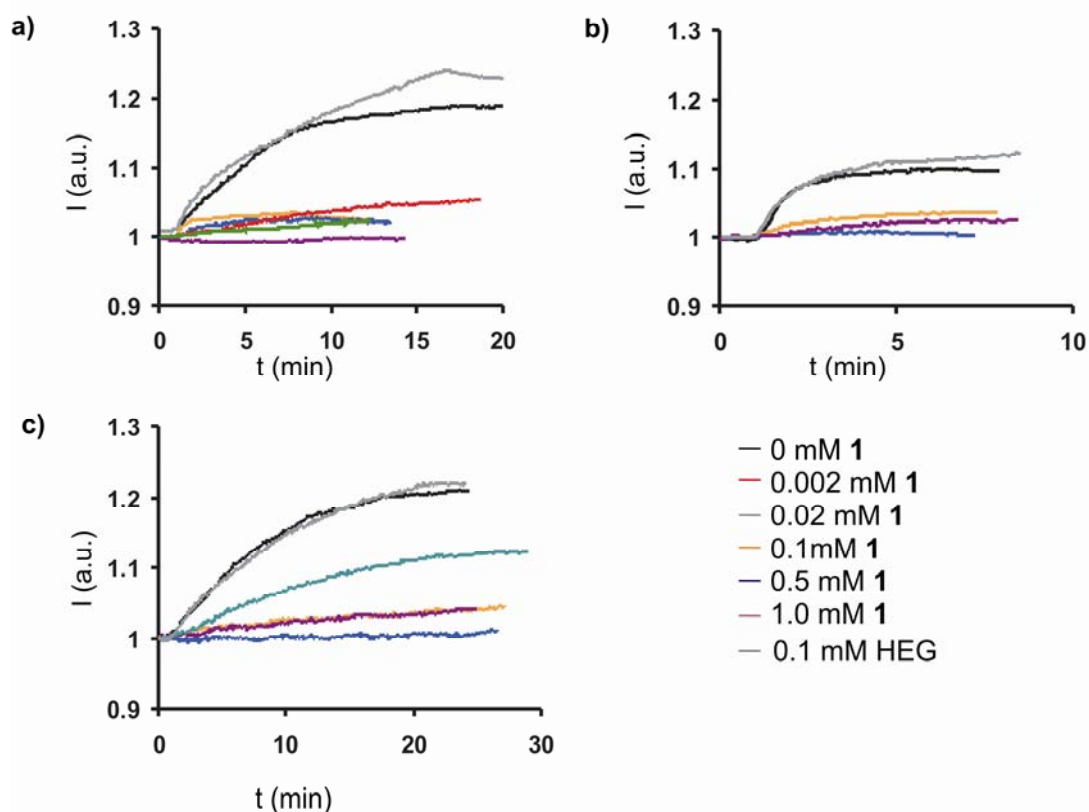 a)
1.3
1.2
1.1
1
0.9
I (a.u.)
0
5
10
15
20
t (min)
b)
1.3
1.2
1.1
1
0.9
I (a.u.)
0
5
10
t (min)
c)
1.3
1.2
1.1
1
0.9
I (a.u.)
0
10
20
30
t (min)
0 mM 1
0.002 mM 1
0.02 mM 1
0.1mM 1
0.5 mM 1
1.0 mM 1
0.1 mM HEG